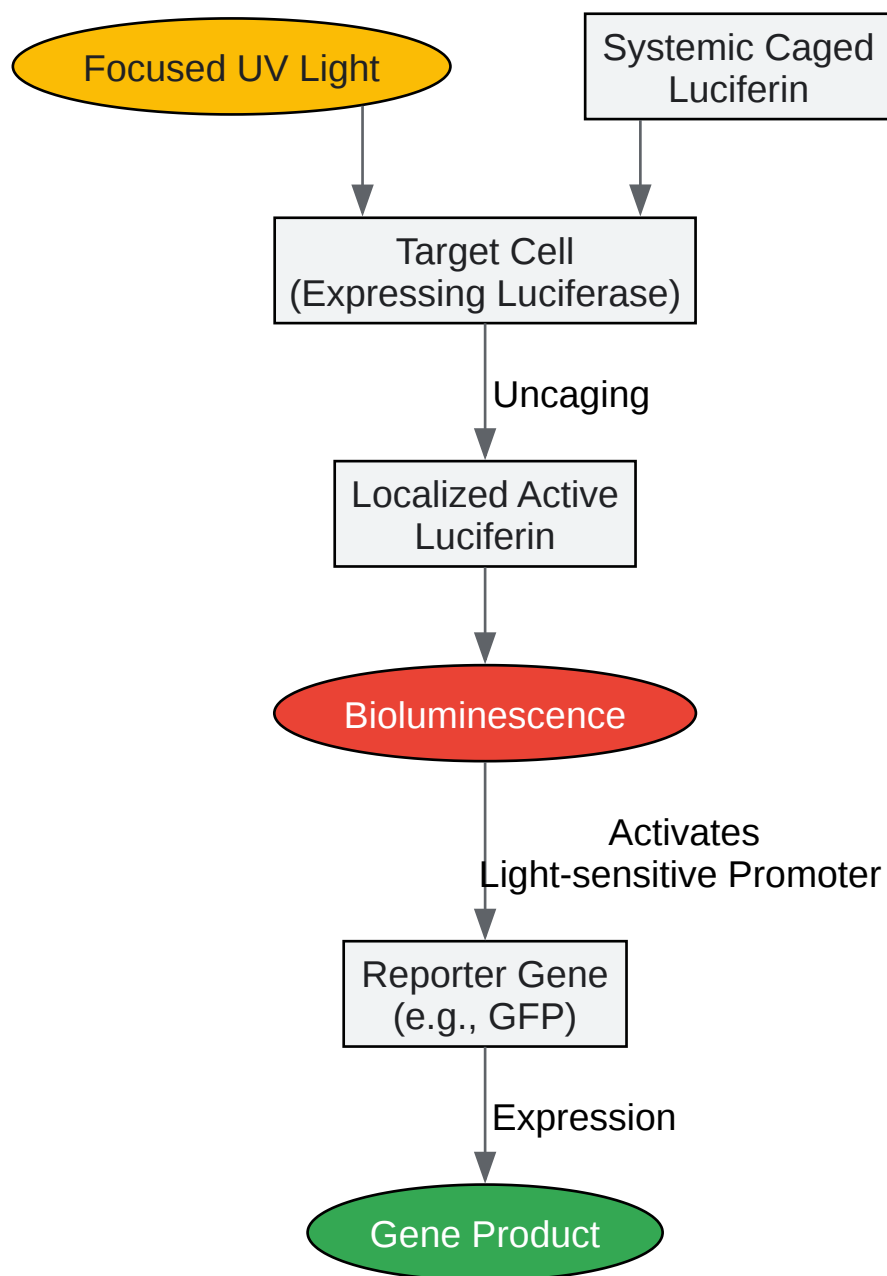 Focused UV Light
Systemic Caged
Luciferin
Target Cell
(Expressing Luciferase)
Uncaging
Localized Active
Luciferin
Bioluminescence
Activates
Light-sensitive Promoter
Reporter Gene
(e.g., GFP)
Expression
Gene Product